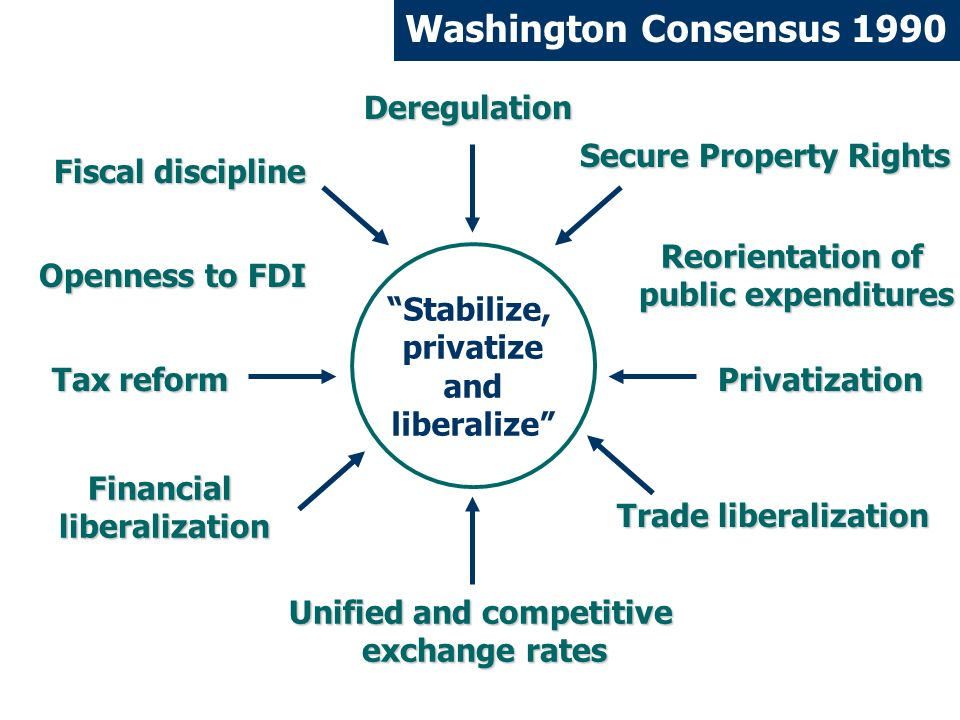 Washington Consensus 1990
Deregulation
Secure Property Rights
Fiscal discipline
Reorientation of
public expenditures
Openness to FDI
“Stabilize,
privatize
and
liberalize”
Tax reform
Privatization
Financial
liberalization
Trade liberalization
Unified and competitive
exchange rates